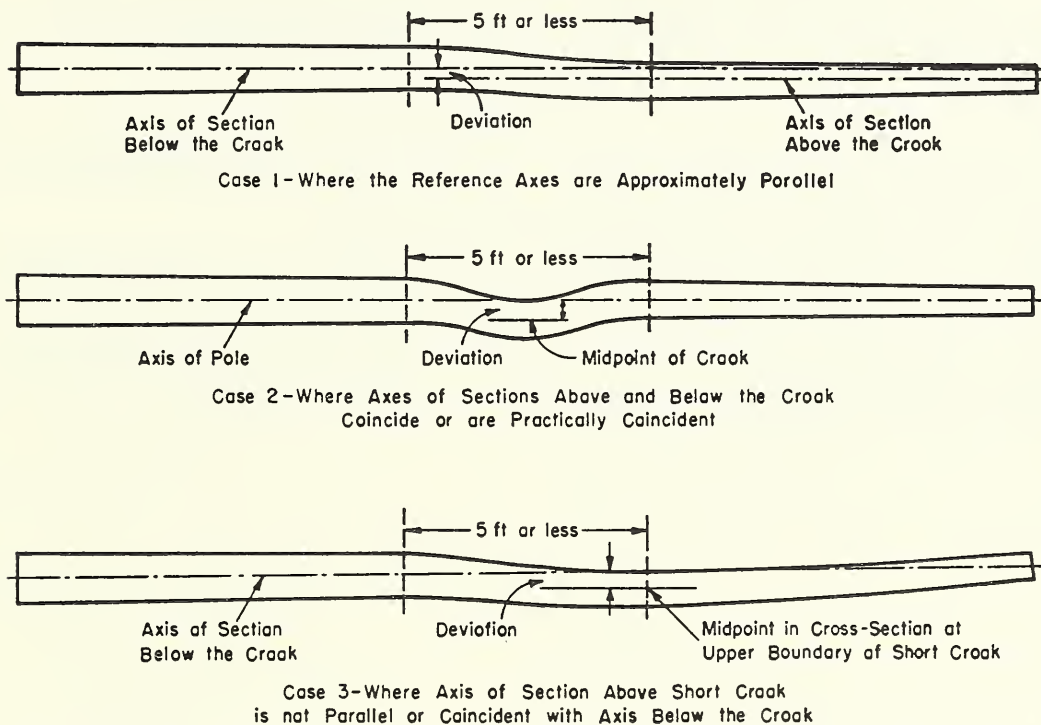 5 ft or less
Axis of Section
Below the Crook
Deviation
Axis of Section
Above the Crook
Case 1-Where the Reference Axes are Approximately Porollel
5 ft or less
Axis of Pole
Deviation
Midpoint of Crook
Case 2-Where Axes of Sections Above and Below the Crook
Coincide or are Practically Coincident
5 ft or less
Axis of Section
Below the Crook
Deviation
Midpoint in Cross-Section at
Upper Boundary of Short Crook
Case 3-Where Axis of Section Above Short Crook
is not Parallel or Coincident with Axis Below the Crook